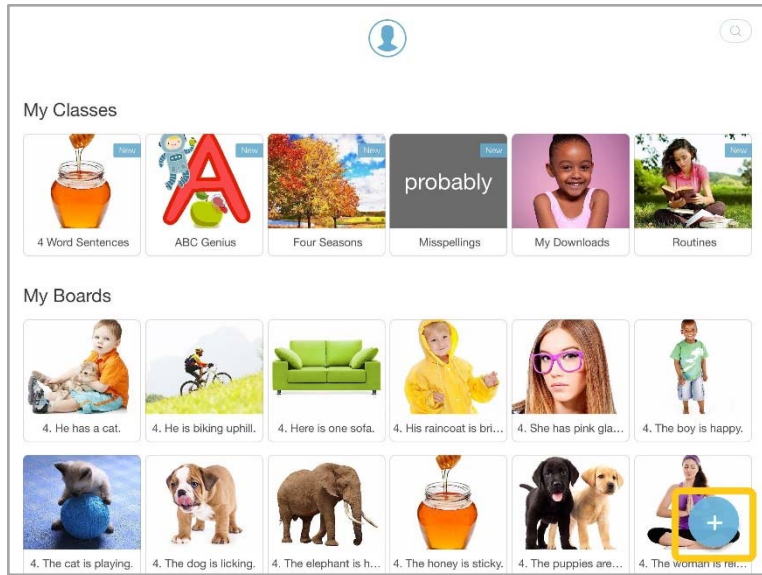 My Classes
New
New
New
New
New
A
probably
4 Word Sentences
ABC Genius
Four Seasons
Misspellings
My Downloads
Routines
My Boards
4. He has a cat.
4. He is biking uphill.
4. Here is one sofa.
4. His raincoat is bri...
4. She has pink gla...
4. The boy is happy.
4. The cat is playing.
4. The dog is licking.
4. The elephant is h...
4. The honey is sticky.
4. The puppies are...
4. The woman is rel...